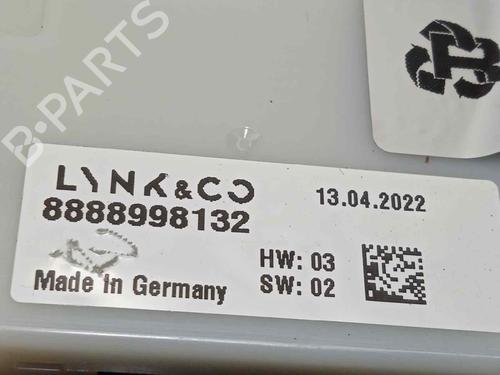 B-PARTS
LYNK & CO
13.04.2022
8888998132
HW: 03
Made In Germany
SW: 02